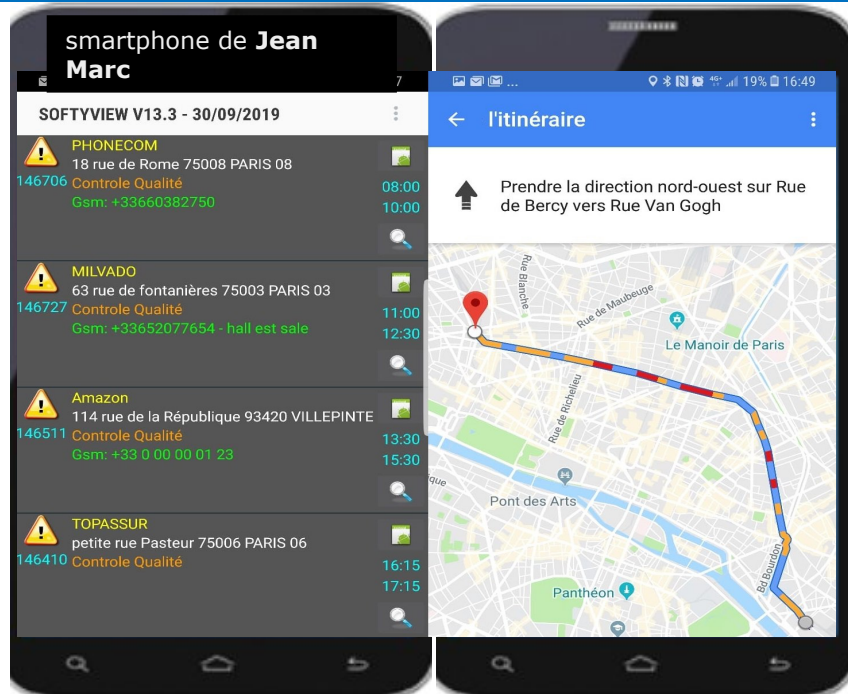 smartphone de Jean
Marc
7
SOFTYVIEW V13.3 - 30/09/2019
PHONECOM
18 rue de Rome 75008 PARIS 08
146706 Controle Qualité
08:00
Gsm: +33660382750
10:00
MILVADO
63 rue de fontanières 75003 PARIS 03
146727 Controle Qualité
11:00
Gsm: +33652077654 - hall est sale
12:30
Amazon
114 rue de la République 93420 VILLEPINTE
146511 Controle Qualité
13:30
Gsm: +33 0 00 00 01 23
15:30
TOPASSUR
petite rue Pasteur 75006 PARIS 06
146410 Controle Qualité
16:15
17:15
... 4G+ 19% 16:49
l'itinéraire
Prendre la direction nord-ouest sur Rue
de Bercy vers Rue Van Gogh
Rue Blanche
Rue de Maubeuge
Le Manoir de Paris
Rue de Richelieu
que
Pont des Arts
Bd Bourdon
Panthéon